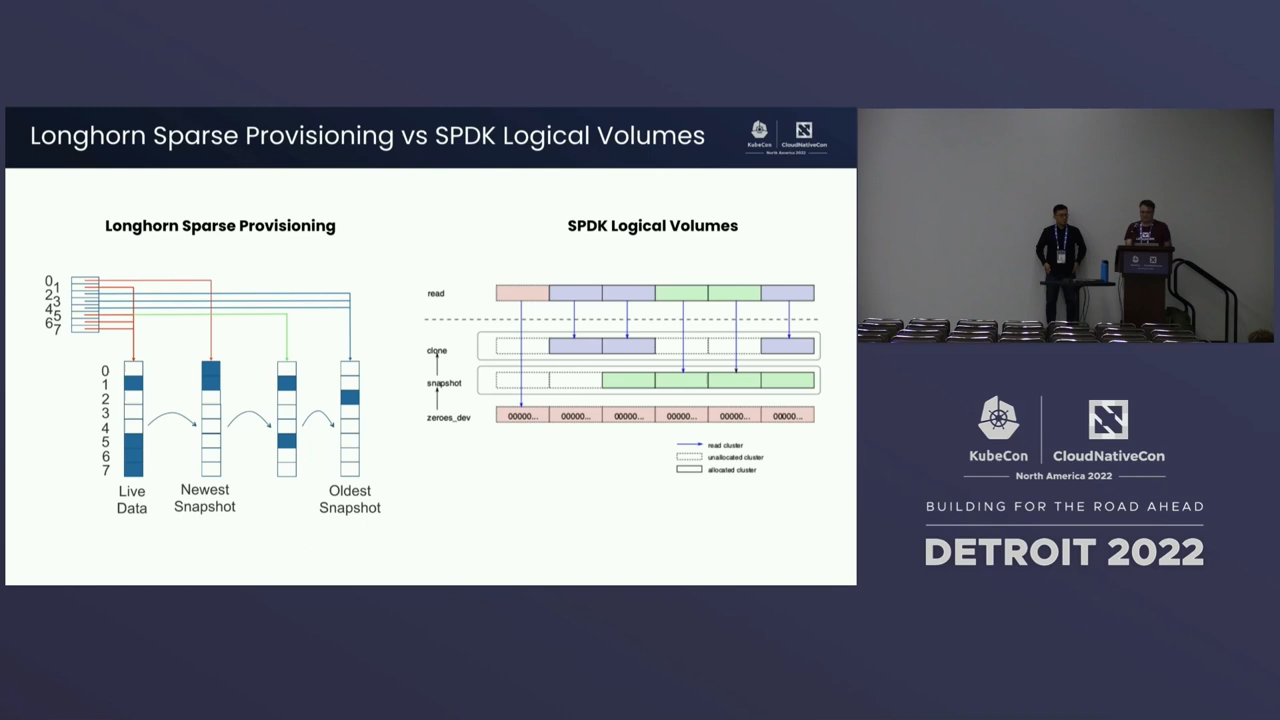 Longhorn Sparse Provisioning vs SPDK Logical Volumes
KubeCon
CloudNativeCon
North America 2022
Longhorn Sparse Provisioning
0
1
2
3
4
5
6
7
0
1
2
3
4
5
6
7
Live
Data
Newest
Snapshot
Oldest
Snapshot
SPDK Logical Volumes
read
clone
snapshot
zeroes_dev
00000... 00000... 00000... 00000... 00000... 00000...
read cluster
unallocated cluster
allocated cluster
KubeCon
CloudNativeCon
North America 2022
BUILDING FOR THE ROAD AHEAD
DETROIT 2022